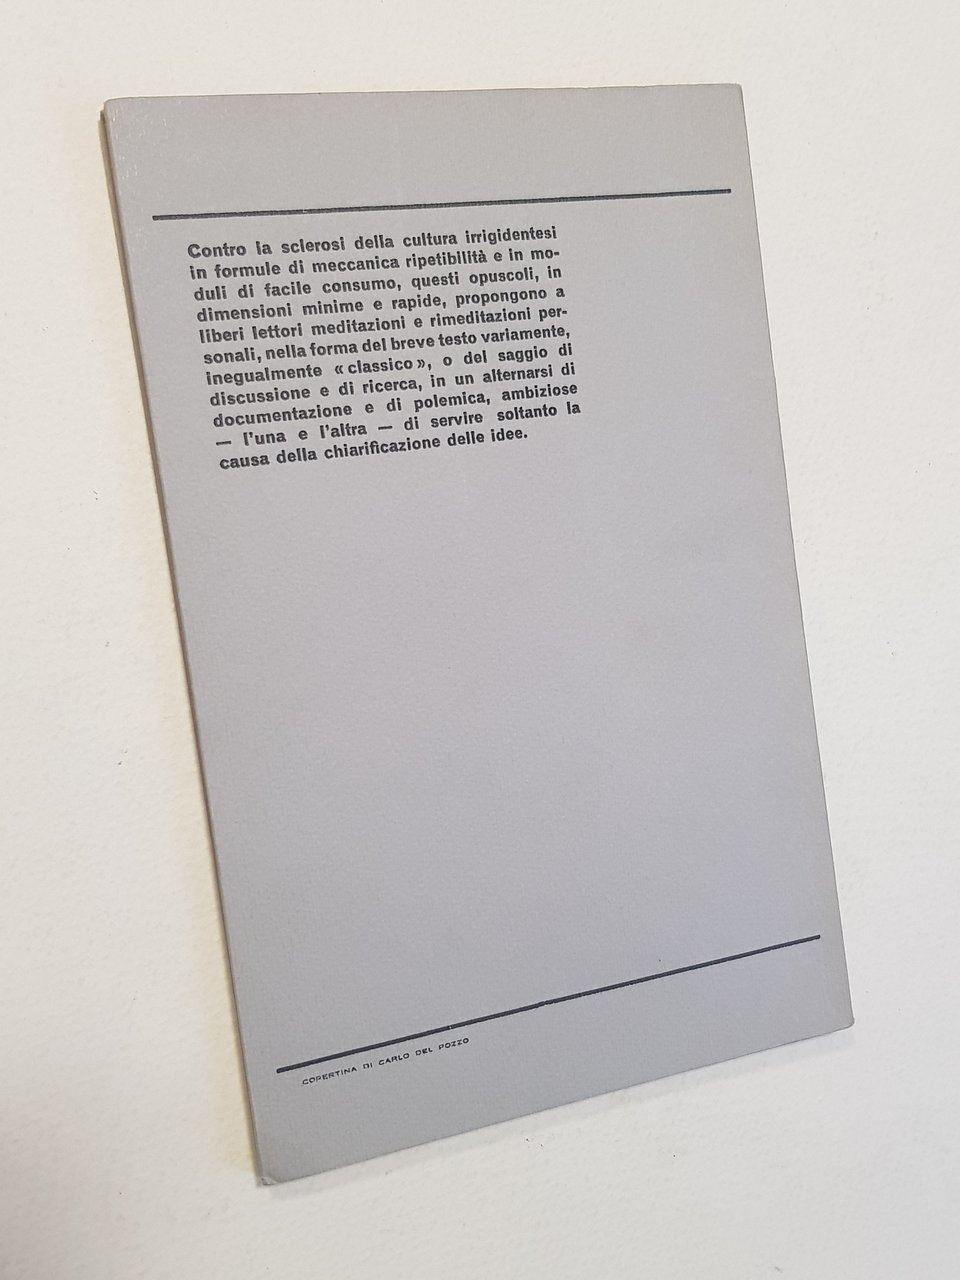 Contro la sclerosi della cultura irrigidentesi
in formule di meccanica ripetibilità e in mo-
duli di facile consumo, questi opuscoli, in
dimensioni minime e rapide, propongono a
liberi lettori meditazioni e rimeditazioni per-
sonali, nella forma del breve testo variamente,
inegualmente « classico », o del saggio di
discussione e di ricerca, in un alternarsi di
documentazione e di polemica, ambiziose
— l'una e l'altra — di servire soltanto la
causa della chiarificazione delle idee.
COPERTINA DI CARLO DEL POZZO